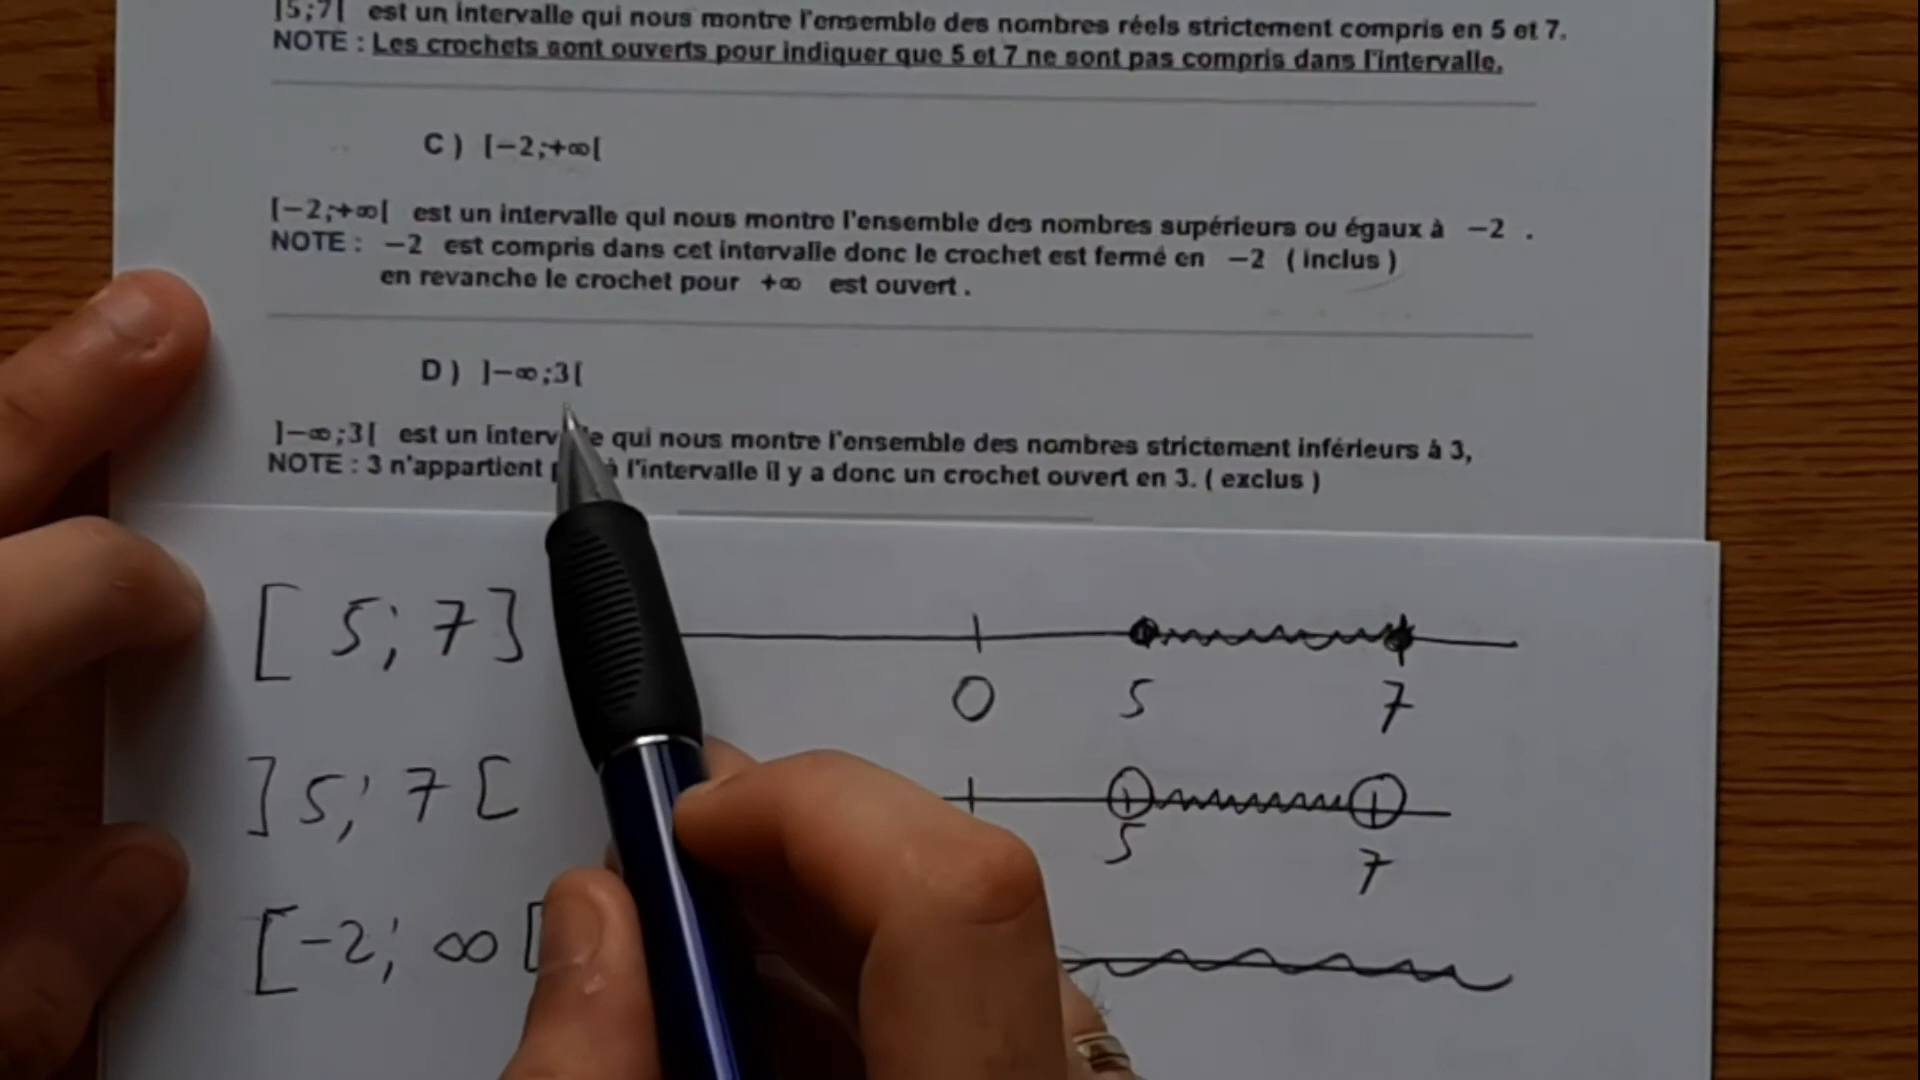 ]5;7[ est un intervalle qui nous montre l'ensemble des nombres réels strictement compris en 5 et 7.
NOTE : Les crochets sont ouverts pour indiquer que 5 et 7 ne sont pas compris dans l'intervalle.
C ) [−2;+∞[
[−2;+∞[ est un intervalle qui nous montre l'ensemble des nombres supérieurs ou égaux à −2 .
NOTE : −2 est compris dans cet intervalle donc le crochet est fermé en −2 ( inclus )
en revanche le crochet pour +∞ est ouvert .
D ) ]−∞;3[
]−∞;3[ est un qui nous montre l'ensemble des nombres strictement inférieurs à 3,
NOTE : 3 n'appartient à l'intervalle il y a donc un crochet ouvert en 3. ( exclus )
[ 5; 7 ]
0 5 7
] 5; 7 [
5 7
[ -2; ∞ [